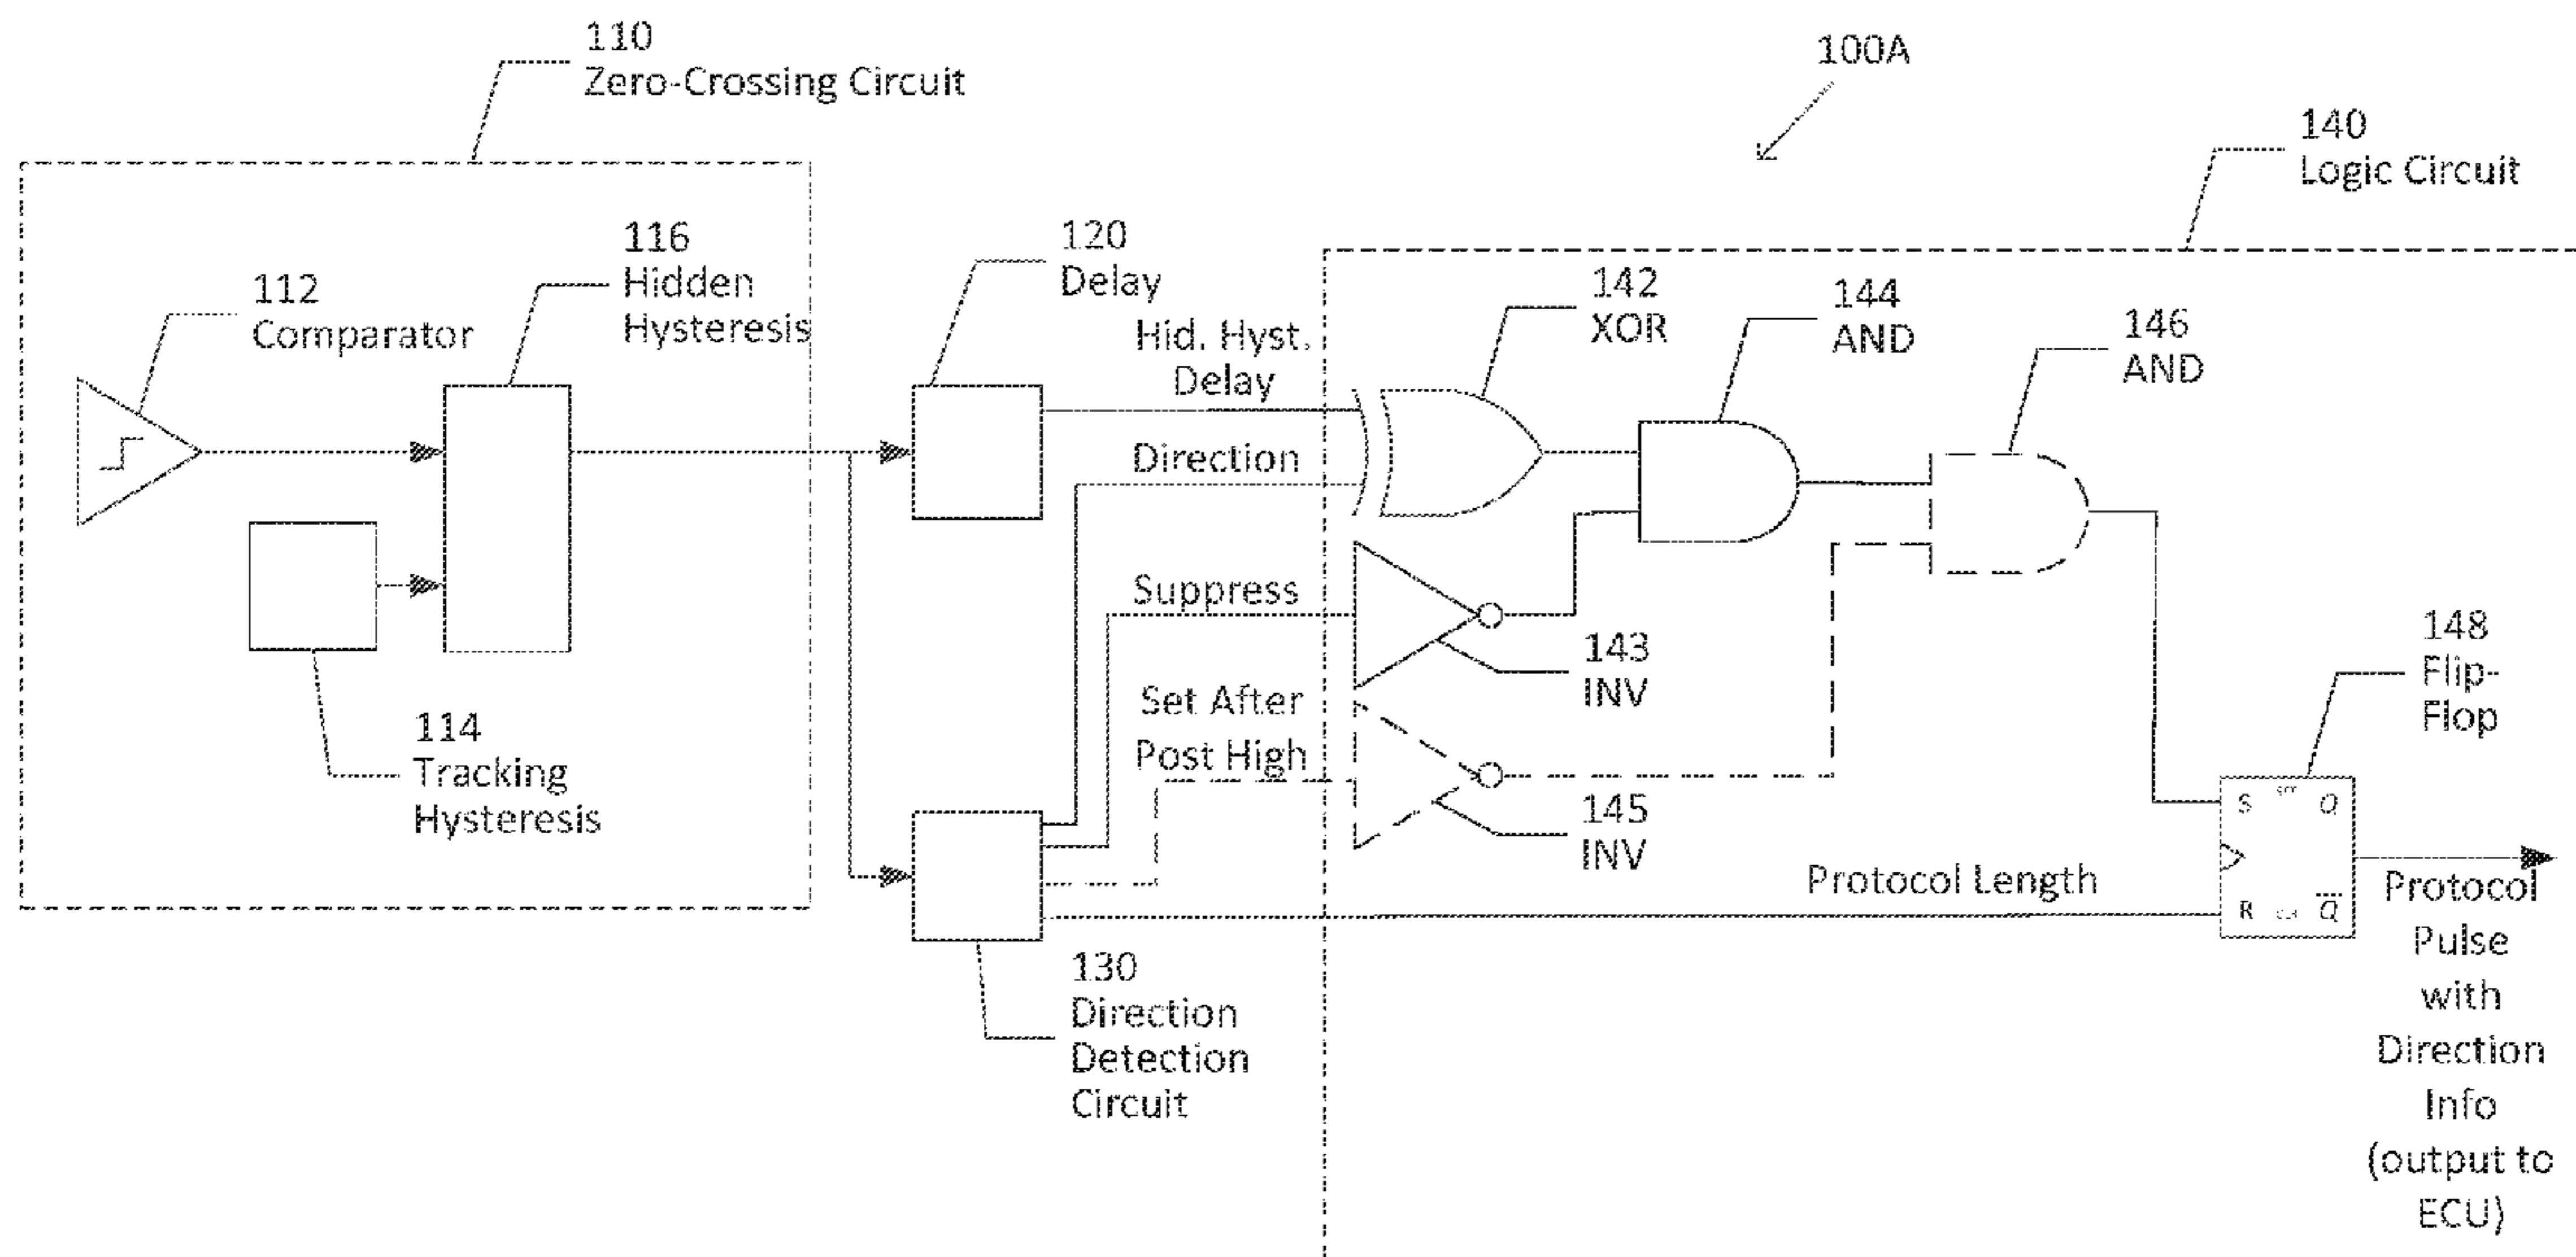 110
Zero-Crossing Circuit
100A
140
Logic Circuit
116
Hidden
Hysteresis
120
Delay
112
Comparator
142
XOR
144
AND
146
AND
Hid. Hyst.
Delay
Direction
Suppress
143
INV
148
Flip-
Flop
Set After
Post High
114
Tracking
Hysteresis
145
INV
S
Q
R
CLR
Q
Protocol Length
Protocol
Pulse
with
Direction
Info
(output to
ECU)
130
Direction
Detection
Circuit